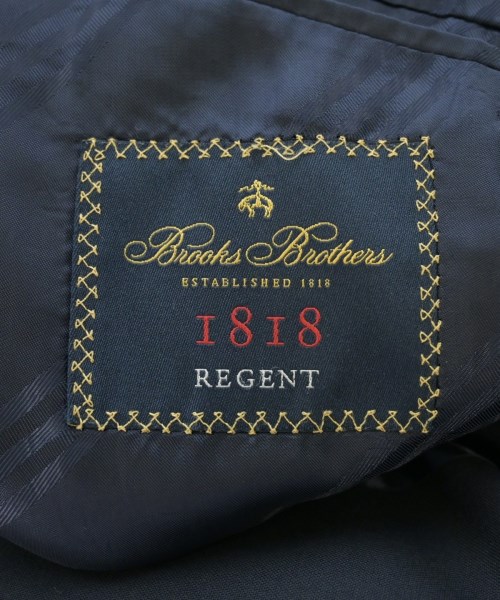 Brooks Brothers
ESTABLISHED 1818
1818
REGENT